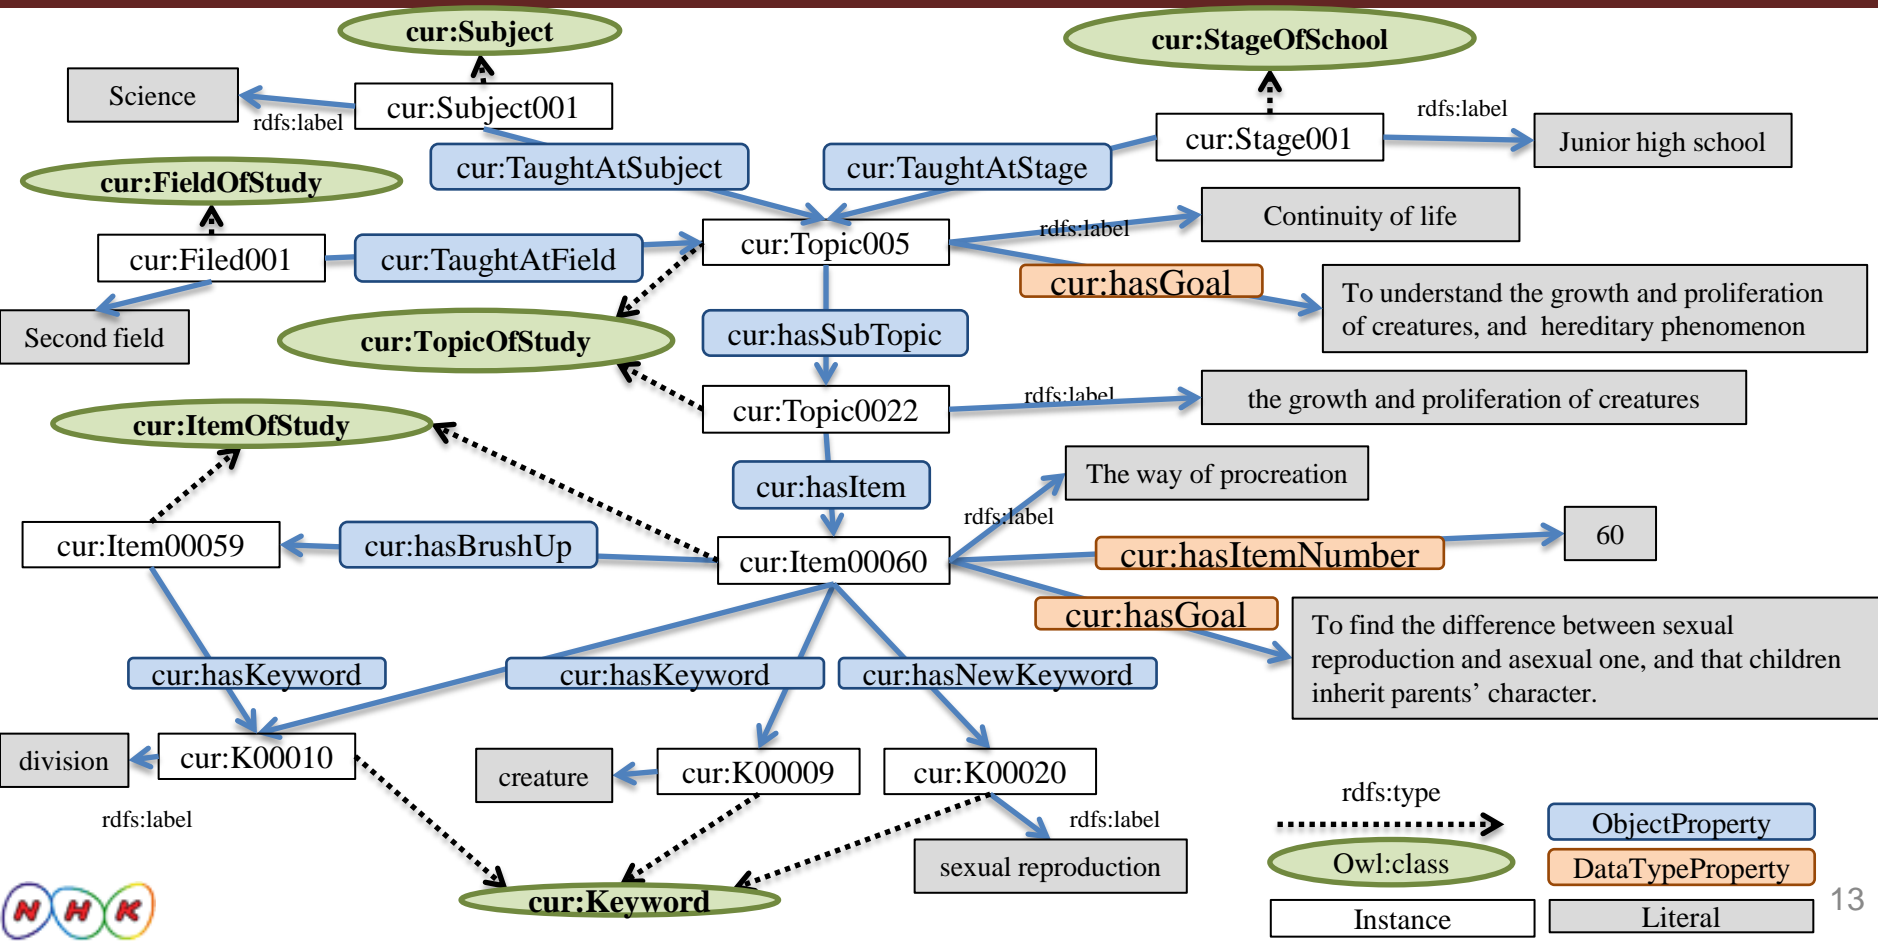 cur:Subject
cur:StageOfSchool
Science
cur:Subject001
rdfs:label
rdfs:label
cur:Stage001
Junior high school
cur:TaughtAtSubject
cur:TaughtAtStage
cur:FieldOfStudy
Continuity of life
rdfs:label
cur:Filed001
cur:TaughtAtField
cur:Topic005
cur:hasGoal
To understand the growth and proliferation
of creatures, and hereditary phenomenon
Second field
cur:TopicOfStudy
cur:hasSubTopic
cur:Topic0022
rdfs:label
the growth and proliferation of creatures
cur:ItemOfStudy
cur:hasItem
The way of procreation
rdfs:label
cur:Item00059
cur:hasBrushUp
cur:Item00060
cur:hasItemNumber
60
cur:hasGoal
To find the difference between sexual
reproduction and asexual one, and that children
inherit parents’ character.
cur:hasKeyword
cur:hasKeyword
cur:hasNewKeyword
division
cur:K00010
creature
cur:K00009
cur:K00020
rdfs:label
rdfs:label
sexual reproduction
cur:Keyword
rdfs:type
ObjectProperty
Owl:class
DataTypeProperty
Instance
Literal
13
NHK